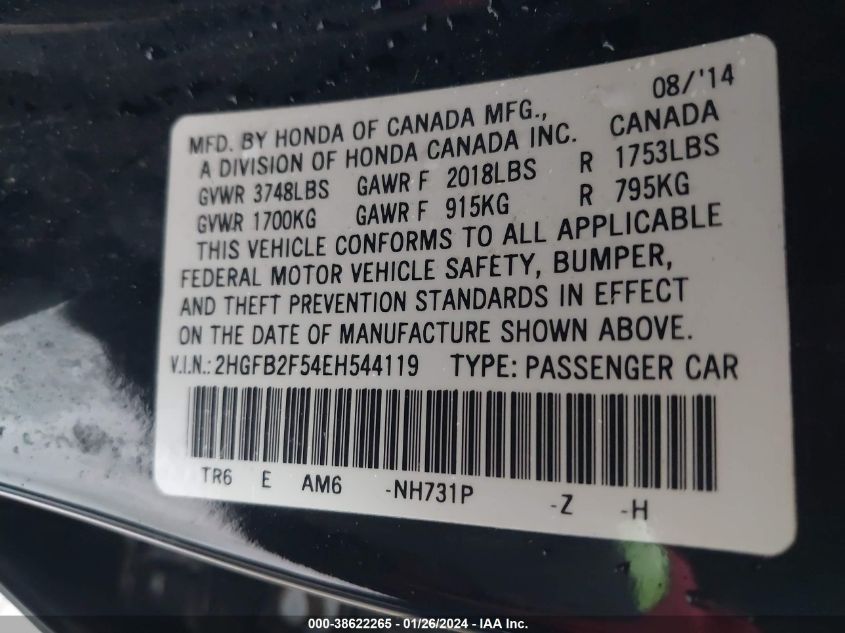 08/'14
MFD. BY HONDA OF CANADA MFG., CANADA
A DIVISION OF HONDA CANADA INC.
GVWR 3748LBS GAWR F 2018LBS R 1753LBS
GVWR 1700KG GAWR F 915KG R 795KG
THIS VEHICLE CONFORMS TO ALL APPLICABLE
FEDERAL MOTOR VEHICLE SAFETY, BUMPER,
AND THEFT PREVENTION STANDARDS IN EFFECT
ON THE DATE OF MANUFACTURE SHOWN ABOVE.
V.I.N.: 2HGFB2F54EH544119 TYPE: PASSENGER CAR
TR6 E AM6 -NH731P -Z -H
000-38622265 - 01/26/2024 - IAA Inc.